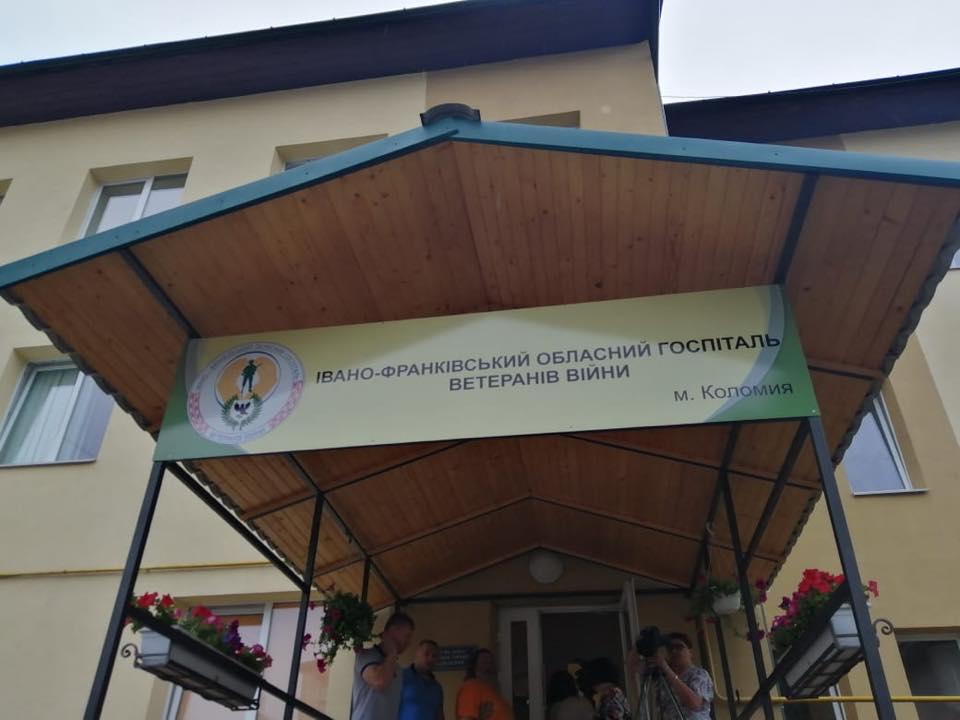 ІВАНО-ФРАНКІВСЬКИЙ ОБЛАСНИЙ ГОСПІТАЛЬ
ВЕТЕРАНІВ ВІЙНИ
м. Коломия